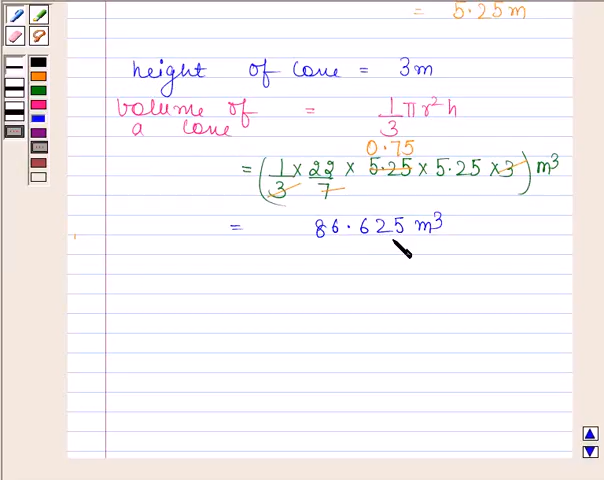 = 5.25m
height of cone = 3m
volume of a cone = 1/3 πr²h
0.75
= (1/3 × 22/7 × 5.25 × 5.25 × 3) m³
= 86.625 m³